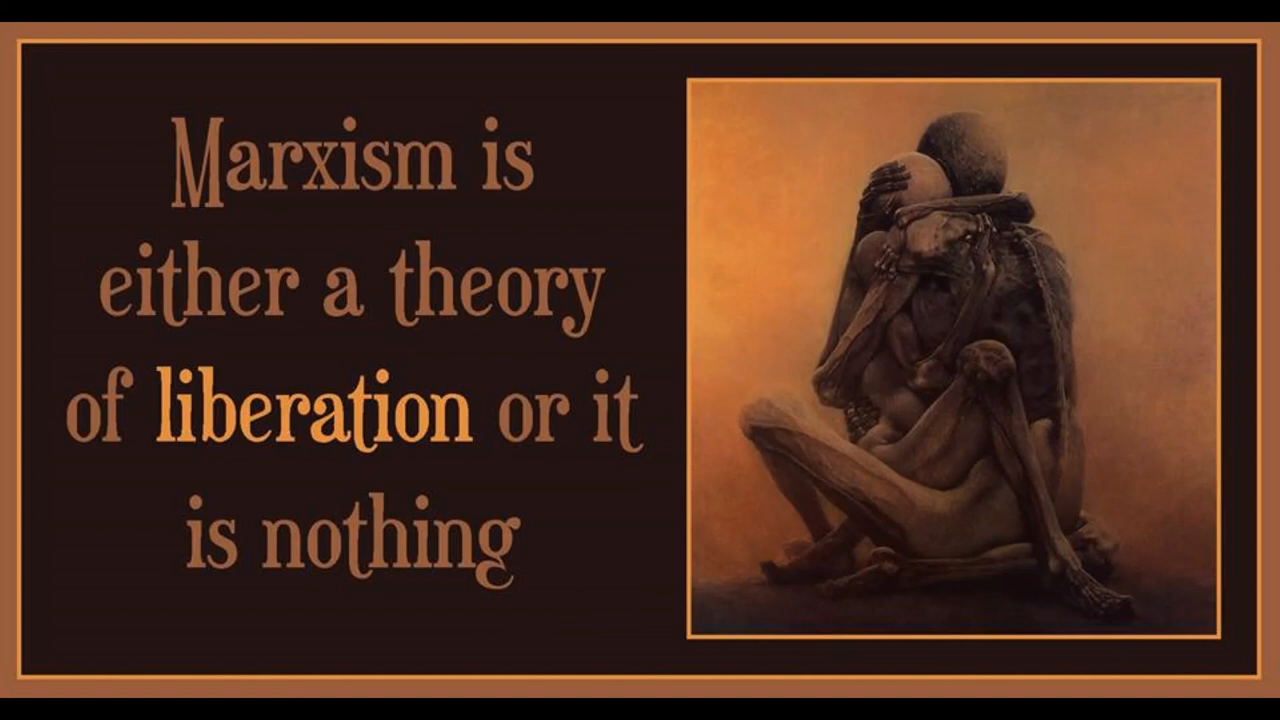 Marxism is
either a theory
of liberation or it
is nothing